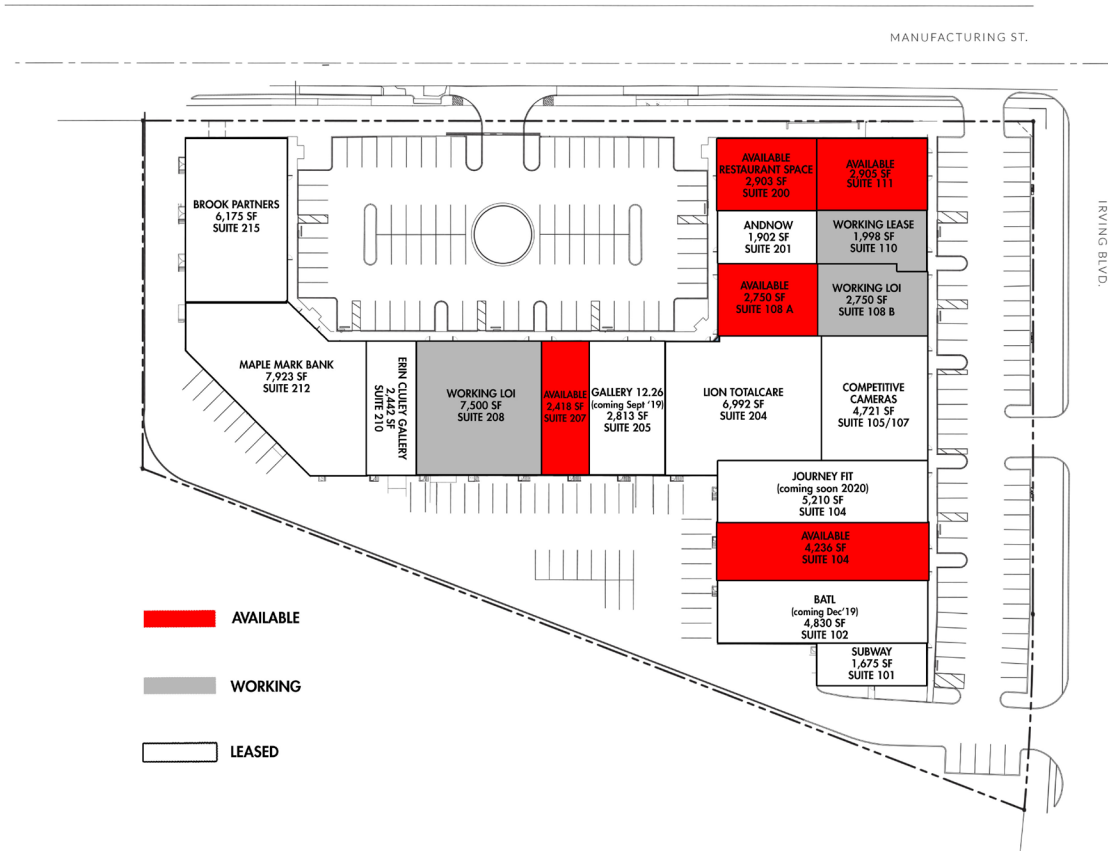 MANUFACTURING ST.
IRVING BLVD.
BROOK PARTNERS
6,175 SF
SUITE 215
AVAILABLE
RESTAURANT SPACE
2,903 SF
SUITE 200
AVAILABLE
2,905 SF
SUITE 111
ANDNOW
1,902 SF
SUITE 201
WORKING LEASE
1,998 SF
SUITE 110
AVAILABLE
2,750 SF
SUITE 108 A
WORKING LOI
2,750 SF
SUITE 108 B
MAPLE MARK BANK
7,923 SF
SUITE 212
ERIN CLULEY GALLERY
2,442 SF
SUITE 210
WORKING LOI
7,500 SF
SUITE 208
AVAILABLE
2,418 SF
SUITE 207
GALLERY 12.26
(coming Sept '19)
2,813 SF
SUITE 205
LION TOTALCARE
6,992 SF
SUITE 204
COMPETITIVE
CAMERAS
4,721 SF
SUITE 105/107
JOURNEY FIT
(coming soon 2020)
5,210 SF
SUITE 104
AVAILABLE
4,236 SF
SUITE 104
BATL
(coming Dec'19)
4,830 SF
SUITE 102
SUBWAY
1,675 SF
SUITE 101
AVAILABLE
WORKING
LEASED